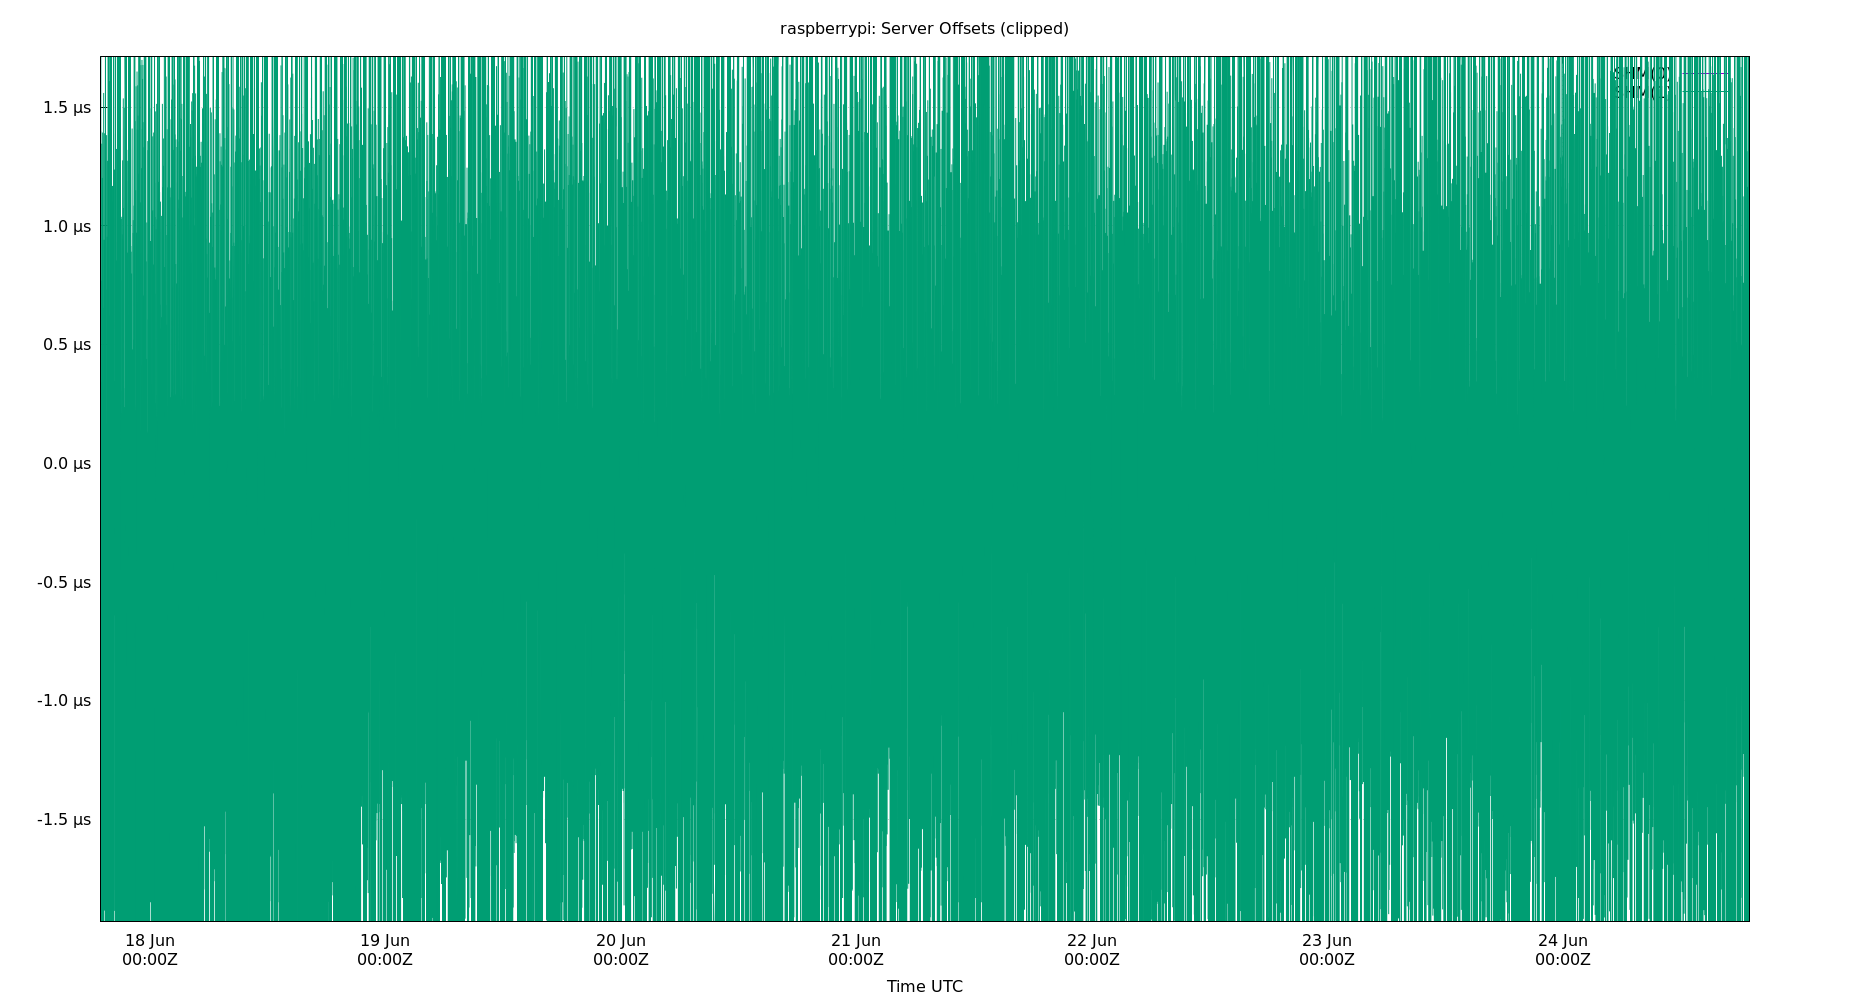 raspberrypi: Server Offsets (clipped)
SHM(0)
1.5 µs
1.0 µs
0.5 µs
0.0 µs
-0.5 µs
-1.0 µs
-1.5 µs
18 Jun 19 Jun 20 Jun 21 Jun 22 Jun 23 Jun 24 Jun
00:00Z 00:00Z 00:00Z 00:00Z 00:00Z 00:00Z 00:00Z
Time UTC